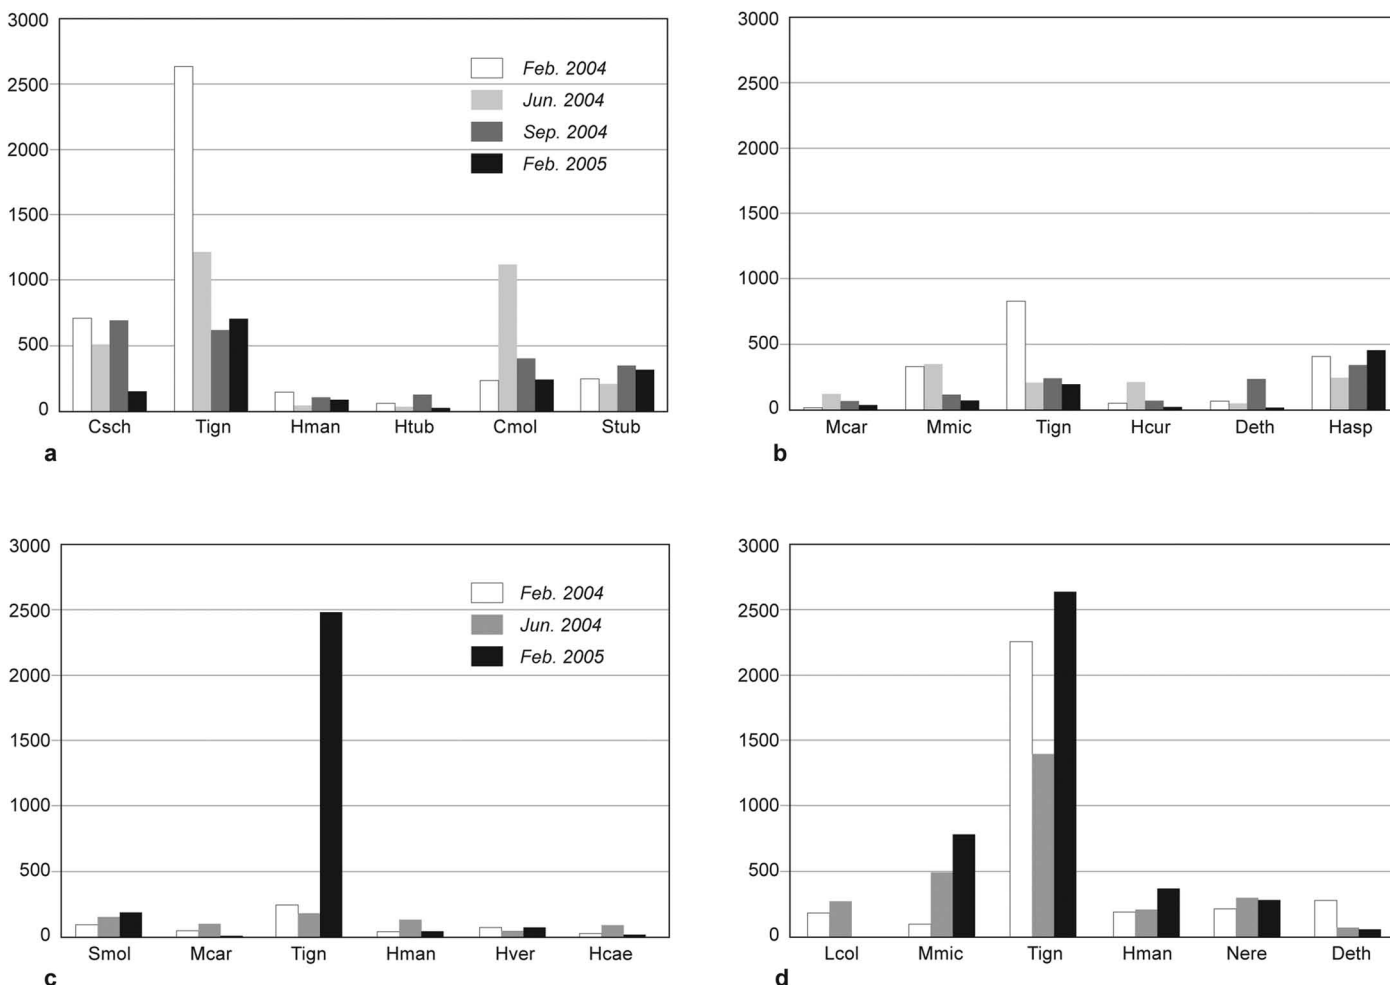 3000
2500
2000
1500
1000
500
0
Feb. 2004
Jun. 2004
Sep. 2004
Feb. 2005
Csch Tign Hman Htub Cmol Stub
a
3000
2500
2000
1500
1000
500
0
Mcar Mmic Tign Hcur Deth Hasp
b
3000
2500
2000
1500
1000
500
0
Feb. 2004
Jun. 2004
Feb. 2005
Smol Mcar Tign Hman Hver Hcae
c
3000
2500
2000
1500
1000
500
0
Lcol Mmic Tign Hman Nere Deth
d